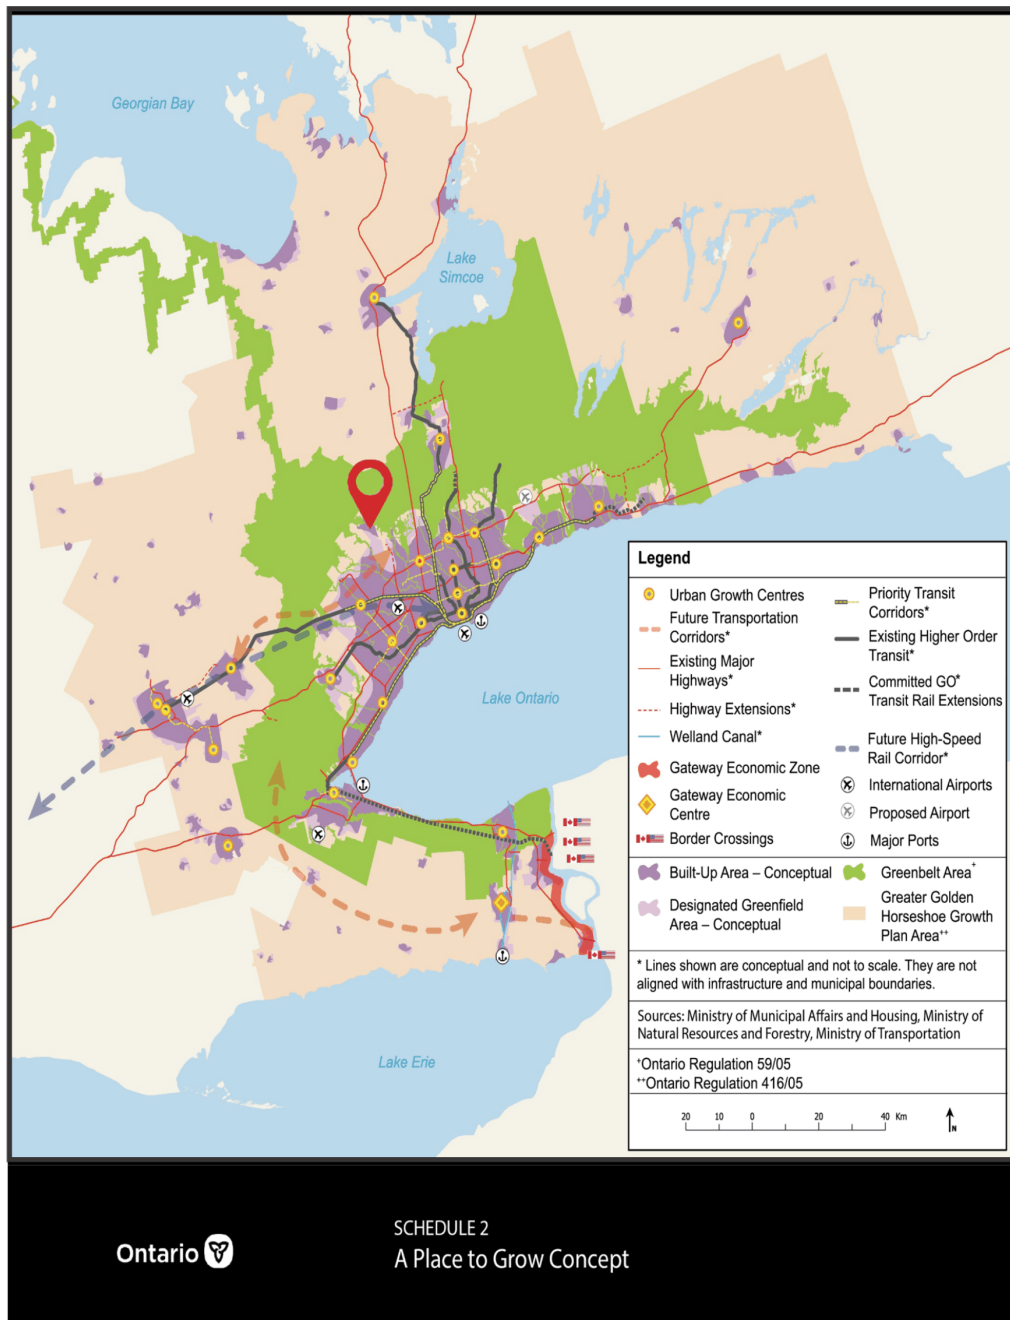 Georgian Bay
Lake
Simcoe
Lake Ontario
Lake Erie
Legend
Urban Growth Centres
Future Transportation
Corridors*
Existing Major
Highways*
Highway Extensions*
Welland Canal*
Gateway Economic Zone
Gateway Economic
Centre
Border Crossings
Priority Transit
Corridors*
Existing Higher Order
Transit*
Committed GO*
Transit Rail Extensions
Future High-Speed
Rail Corridor*
International Airports
Proposed Airport
Major Ports
Built-Up Area – Conceptual
Designated Greenfield
Area – Conceptual
Greenbelt Area+
Greater Golden
Horseshoe Growth
Plan Area++
* Lines shown are conceptual and not to scale. They are not
aligned with infrastructure and municipal boundaries.
Sources: Ministry of Municipal Affairs and Housing, Ministry of
Natural Resources and Forestry, Ministry of Transportation
+Ontario Regulation 59/05
++Ontario Regulation 416/05
20 10 0 20 40 Km
N
Ontario
SCHEDULE 2
A Place to Grow Concept